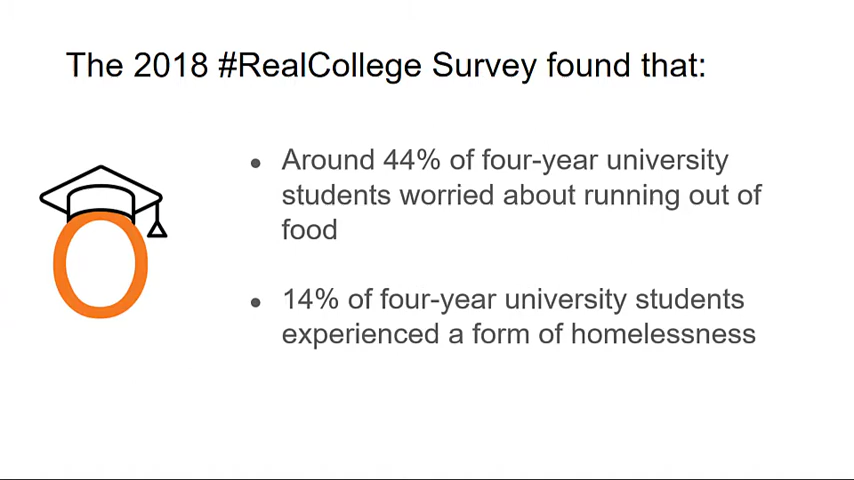 The 2018 #RealCollege Survey found that:
● Around 44% of four-year university
students worried about running out of
food
● 14% of four-year university students
experienced a form of homelessness